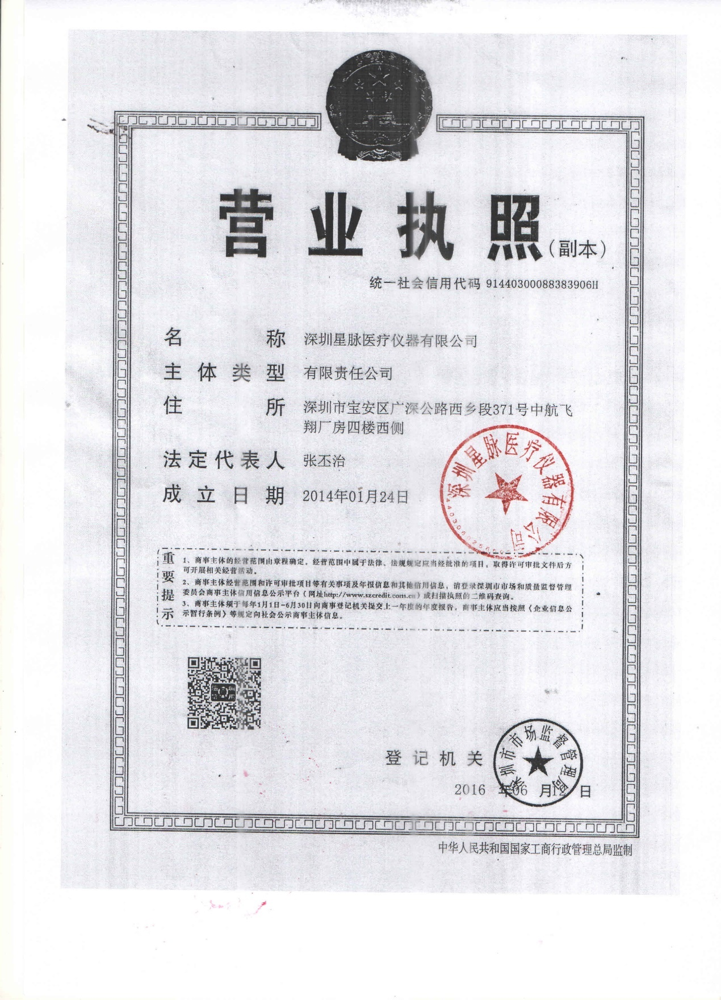 营业执照(副本)
统一社会信用代码 91440300088383906H
名称 深圳星脉医疗仪器有限公司
主体类型 有限责任公司
住所 深圳市宝安区广深公路西乡段371号中航飞
翔厂房四楼西侧
法定代表人 张丕治
成立日期 2014年01月24日
深圳星脉医疗仪器有限公司
重要提示
1、商事主体的经营范围由章程确定。经营范围中属于法律、法规规定应当经批准的项目，取得许可审批文件后方
可开展相关经营活动。
2、商事主体经营范围和许可审批项目等有关事项及年报信息和其他信用信息，请登录深圳市市场和质量监督管理
委员会商事主体信用信息公示平台（网址http://www.szcredit.com.cn）或扫描执照的二维码查询。
3、商事主体须于每年1月1日-6月30日向商事登记机关提交上一年度的年度报告。商事主体应当按照《企业信息公
示暂行条例》等规定向社会公示商事主体信息。
登记机关
深圳市市场监督管理局
2016 年06 月12 日
中华人民共和国国家工商行政管理总局监制